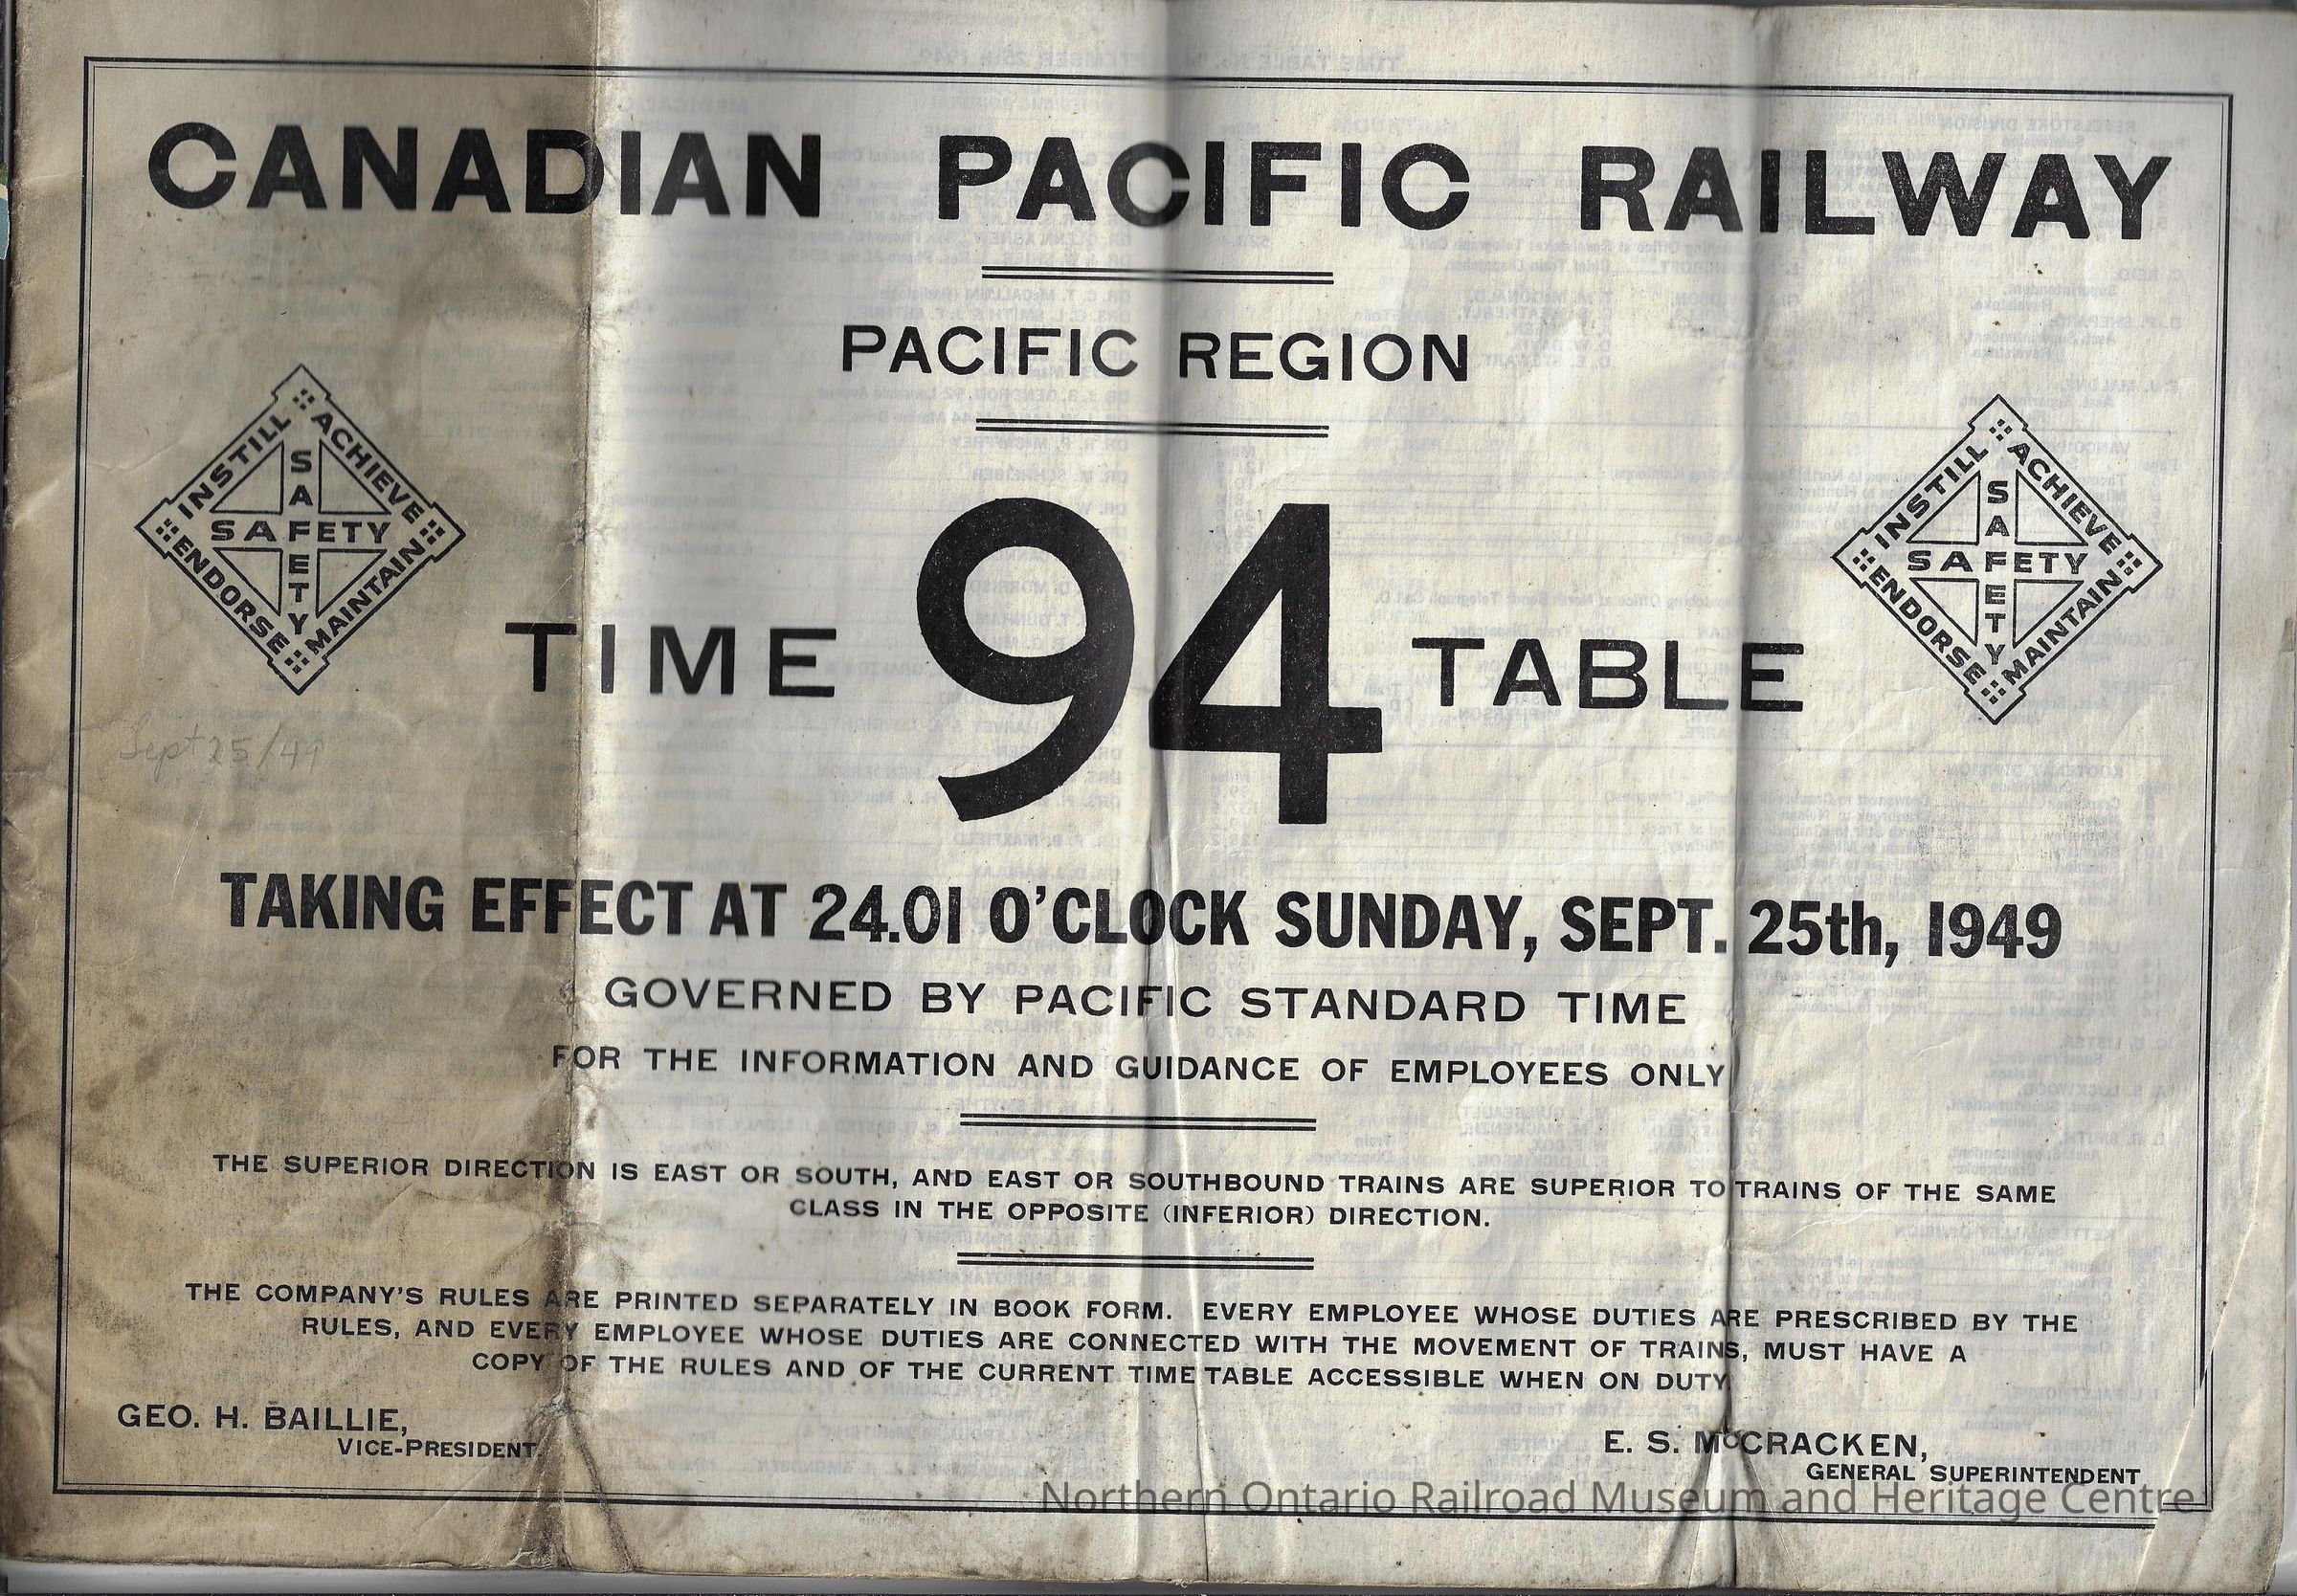 CANADIAN PACIFIC RAILWAY
PACIFIC REGION
INSTILL
ACHIEVE
SAFETY
SAFETY
ENDORSE
MAINTAIN
INSTILL
ACHIEVE
SAFETY
SAFETY
ENDORSE
MAINTAIN
TIME 94 TABLE
Sept 25/49
TAKING EFFECT AT 24.01 O'CLOCK SUNDAY, SEPT. 25th, 1949
GOVERNED BY PACIFIC STANDARD TIME
FOR THE INFORMATION AND GUIDANCE OF EMPLOYEES ONLY
THE SUPERIOR DIRECTION IS EAST OR SOUTH, AND EAST OR SOUTHBOUND TRAINS ARE SUPERIOR TO TRAINS OF THE SAME
CLASS IN THE OPPOSITE (INFERIOR) DIRECTION.
THE COMPANY'S RULES ARE PRINTED SEPARATELY IN BOOK FORM. EVERY EMPLOYEE WHOSE DUTIES ARE PRESCRIBED BY THE
RULES, AND EVERY EMPLOYEE WHOSE DUTIES ARE CONNECTED WITH THE MOVEMENT OF TRAINS, MUST HAVE A
COPY OF THE RULES AND OF THE CURRENT TIME TABLE ACCESSIBLE WHEN ON DUTY
GEO. H. BAILLIE,
VICE-PRESIDENT.
E. S. McCRACKEN,
GENERAL SUPERINTENDENT.
Northern Ontario Railroad Museum and Heritage Centre